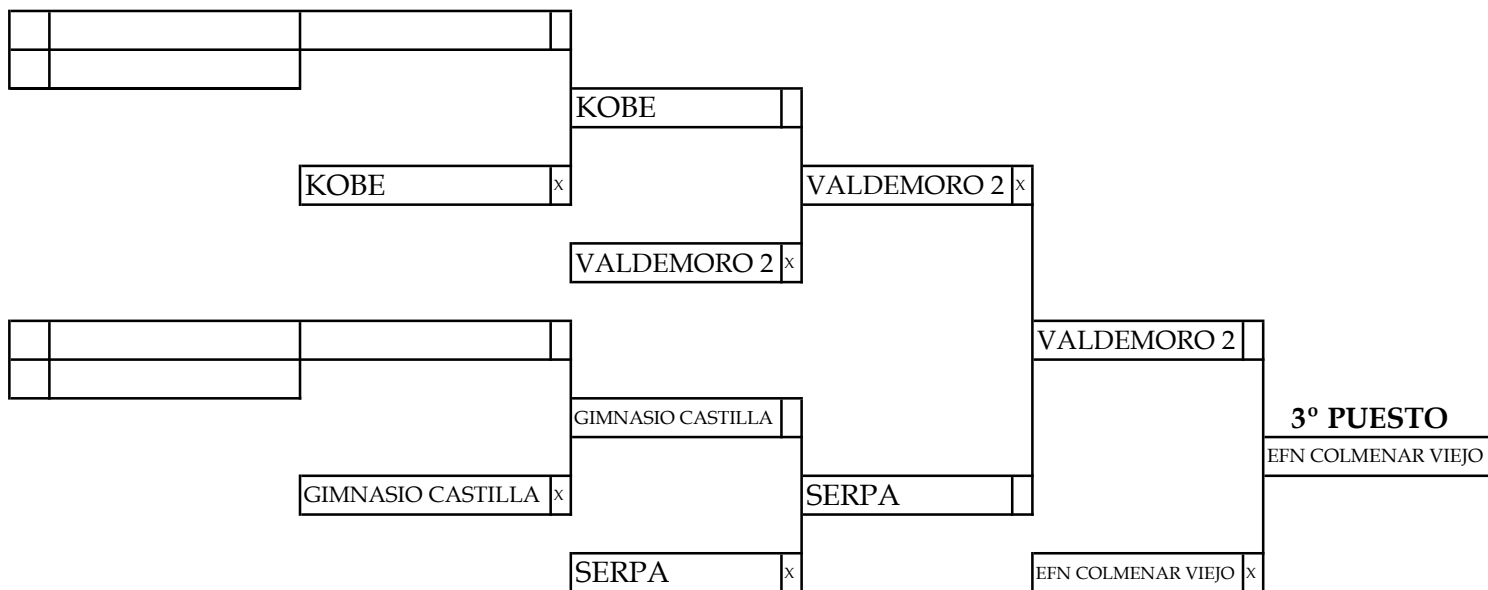 KOBE
KOBE x
VALDEMORO 2 x
VALDEMORO 2 x
VALDEMORO 2
GIMNASIO CASTILLA
3º PUESTO
EFN COLMENAR VIEJO
GIMNASIO CASTILLA x
SERPA
SERPA x
EFN COLMENAR VIEJO x